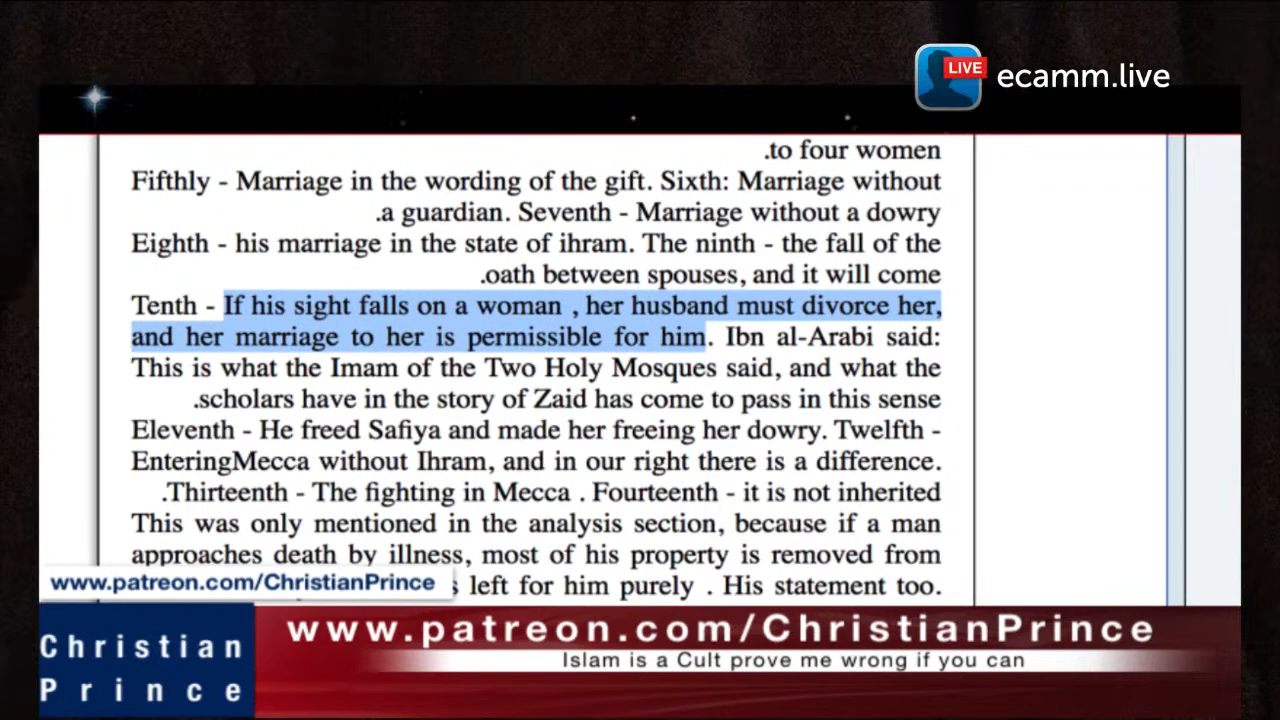 LIVE ecamm.live
.to four women
Fifthly - Marriage in the wording of the gift. Sixth: Marriage without
.a guardian. Seventh - Marriage without a dowry
Eighth - his marriage in the state of ihram. The ninth - the fall of the
.oath between spouses, and it will come
Tenth - If his sight falls on a woman , her husband must divorce her,
and her marriage to her is permissible for him. Ibn al-Arabi said:
This is what the Imam of the Two Holy Mosques said, and what the
.scholars have in the story of Zaid has come to pass in this sense
Eleventh - He freed Safiya and made her freeing her dowry. Twelfth -
EnteringMecca without Ihram, and in our right there is a difference.
.Thirteenth - The fighting in Mecca . Fourteenth - it is not inherited
This was only mentioned in the analysis section, because if a man
approaches death by illness, most of his property is removed from
left for him purely . His statement too.
www.patreon.com/ChristianPrince
www.patreon.com/ChristianPrince
Islam is a Cult prove me wrong if you can
Christian
Prince